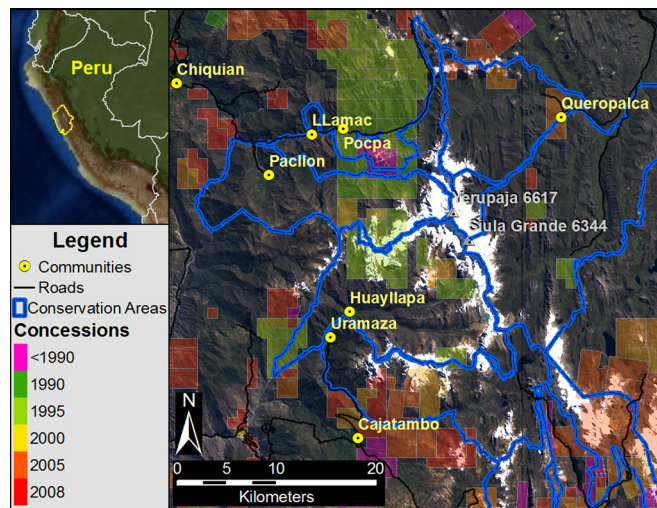 Peru
Chiquian
LLamac
Pocpa
Pacllon
Queropalca
Yerupaja 6617
Siula Grande 6344
Huayllapa
Uramaza
Cajatambo
Legend
Communities
Roads
Conservation Areas
Concessions
<1990
1990
1995
2000
2005
2008
N
0 5 10 20
Kilometers